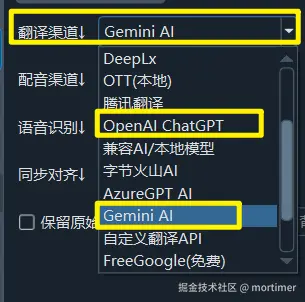 翻译渠道↓
Gemini AI
DeepLx
配音渠道↓
OTT(本地)
腾讯翻译
语音识别↓
OpenAI ChatGPT
兼容AI/本地模型
同步对齐↓
字节火山AI
AzureGPT AI
保留原始
Gemini AI
自定义翻译API
FreeGoogle(免费)
掘金技术社区 @ mortimer